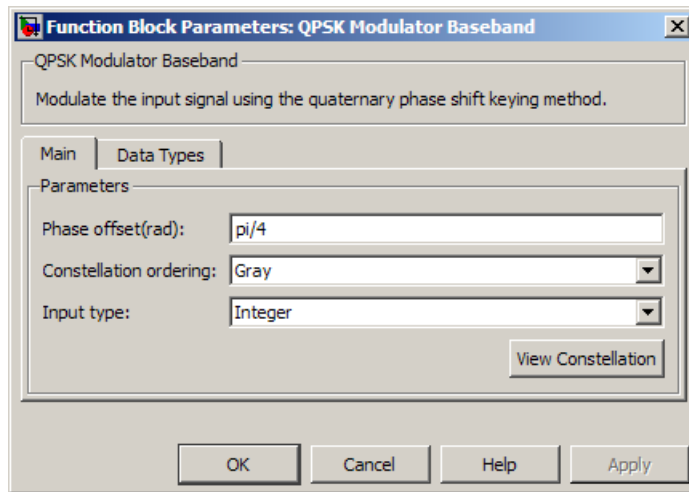 Function Block Parameters: QPSK Modulator Baseband
QPSK Modulator Baseband
Modulate the input signal using the quaternary phase shift keying method.
Main Data Types
Parameters
Phase offset(rad): pi/4
Constellation ordering: Gray
Input type: Integer
View Constellation
OK Cancel Help Apply